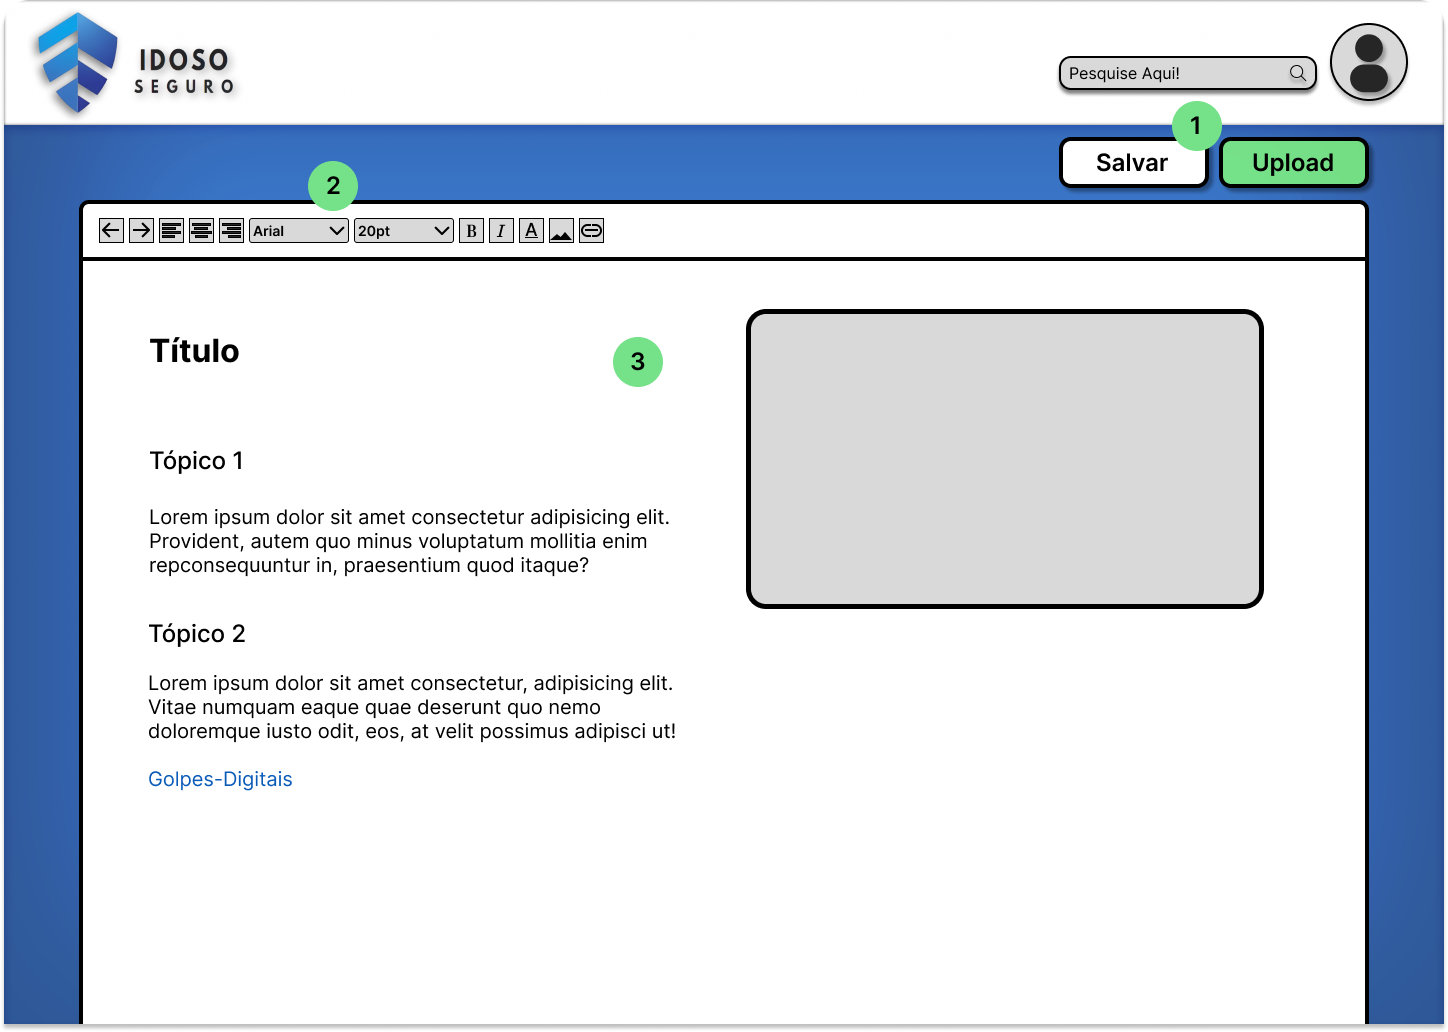 IDOSO
SEGURO
Pesquise Aqui!
1
Salvar
Upload
2
Arial
20pt
B
I
A
Título
3
Tópico 1
Lorem ipsum dolor sit amet consectetur adipisicing elit.
Provident, autem quo minus voluptatum mollitia enim
repconsequuntur in, praesentium quod itaque?
Tópico 2
Lorem ipsum dolor sit amet consectetur, adipisicing elit.
Vitae numquam eaque quae deserunt quo nemo
doloremque iusto odit, eos, at velit possimus adipisci ut!
Golpes-Digitais